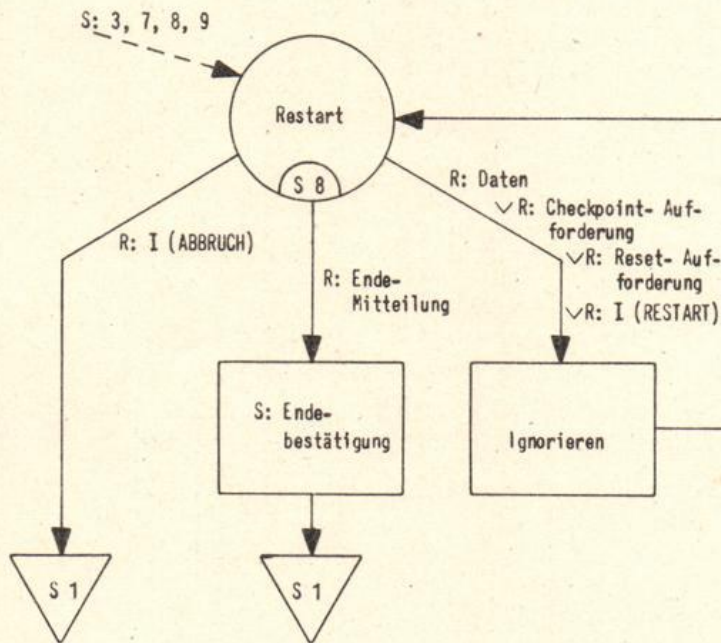 S: 3, 7, 8, 9
Restart
S 8
R: I (ABBRUCH)
R: Ende-
Mitteilung
R: Daten
∨ R: Checkpoint- Auf-
forderung
∨ R: Reset- Auf-
forderung
∨ R: I (RESTART)
S: Ende-
bestätigung
Ignorieren
S 1
S 1